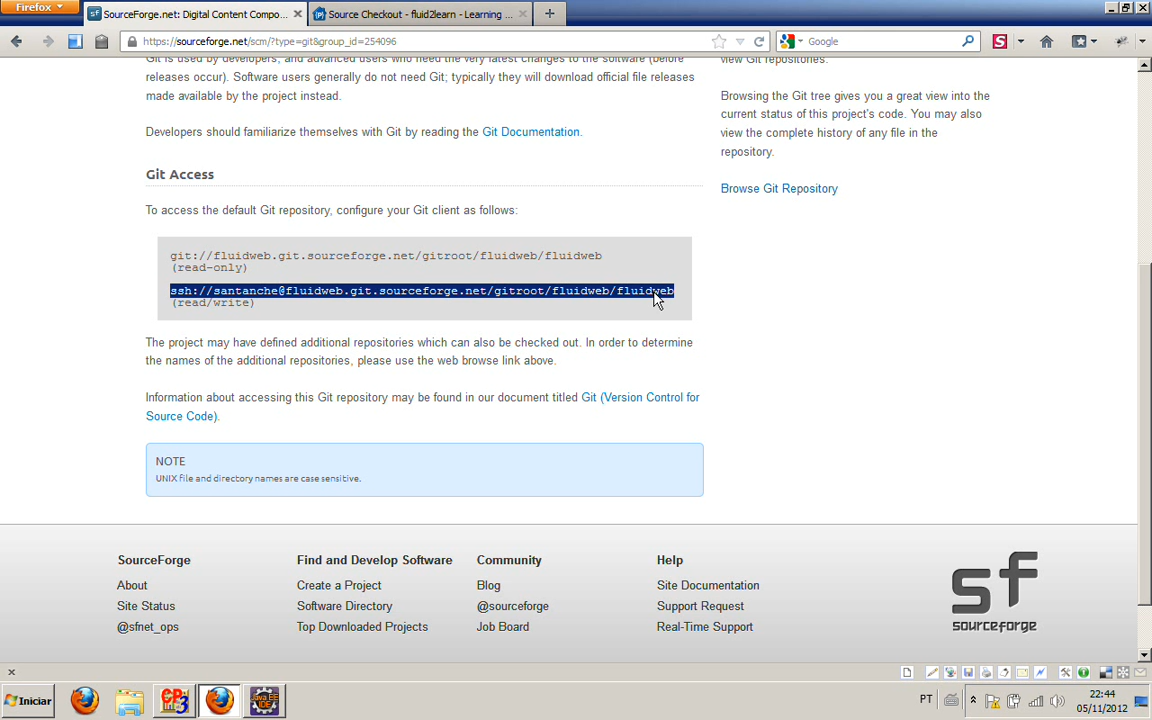 Firefox
SourceForge.net: Digital Content Compo...
Source Checkout - fluid2learn - Learning ...
https://sourceforge.net/scm/?type=git&group_id=254096
Google
Git is used by developers, and advanced users who need the very latest changes to the software (before
releases occur). Software users generally do not need Git; typically they will download official file releases
made available by the project instead.
Developers should familiarize themselves with Git by reading the Git Documentation.
Git Access
To access the default Git repository, configure your Git client as follows:
git://fluidweb.git.sourceforge.net/gitroot/fluidweb/fluidweb
(read-only)
ssh://santanche@fluidweb.git.sourceforge.net/gitroot/fluidweb/fluidweb
(read/write)
The project may have defined additional repositories which can also be checked out. In order to determine
the names of the additional repositories, please use the web browse link above.
Information about accessing this Git repository may be found in our document titled Git (Version Control for
Source Code).
NOTE
UNIX file and directory names are case sensitive.
view Git repositories.
Browsing the Git tree gives you a great view into the
current status of this project's code. You may also
view the complete history of any file in the
repository.
Browse Git Repository
SourceForge
About
Site Status
@sfnet_ops
Find and Develop Software
Create a Project
Software Directory
Top Downloaded Projects
Community
Blog
@sourceforge
Job Board
Help
Site Documentation
Support Request
Real-Time Support
sf
sourceforge
Iniciar
Java EE
IDE
PT
22:44
05/11/2012